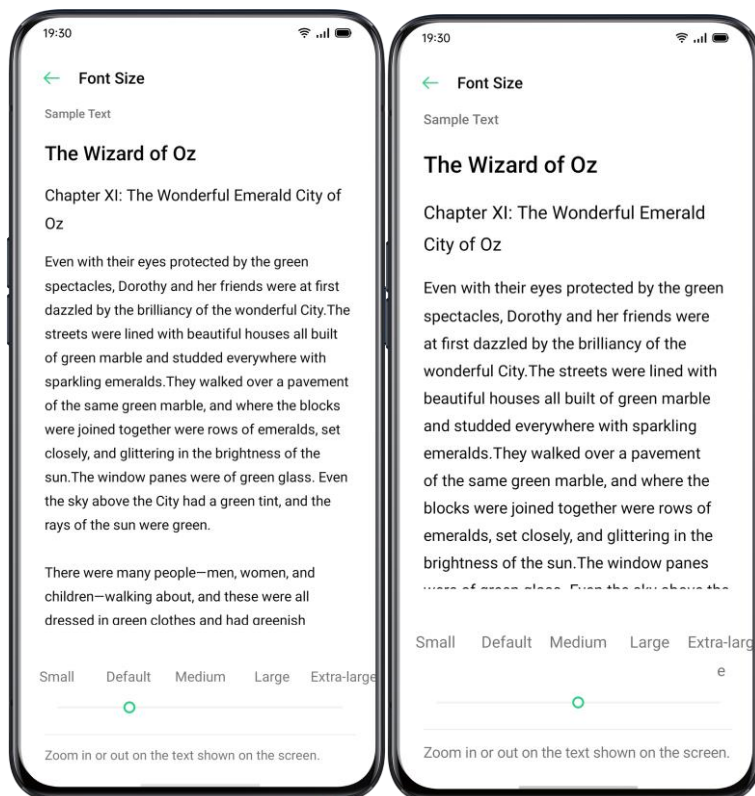 19:30
Font Size
Sample Text
The Wizard of Oz
Chapter XI: The Wonderful Emerald City of
Oz
Even with their eyes protected by the green
spectacles, Dorothy and her friends were at first
dazzled by the brilliancy of the wonderful City.The
streets were lined with beautiful houses all built
of green marble and studded everywhere with
sparkling emeralds.They walked over a pavement
of the same green marble, and where the blocks
were joined together were rows of emeralds, set
closely, and glittering in the brightness of the
sun.The window panes were of green glass. Even
the sky above the City had a green tint, and the
rays of the sun were green.
There were many people—men, women, and
children—walking about, and these were all
dressed in green clothes and had greenish
Small Default Medium Large Extra-large
Zoom in or out on the text shown on the screen.
19:30
Font Size
Sample Text
The Wizard of Oz
Chapter XI: The Wonderful Emerald
City of Oz
Even with their eyes protected by the green
spectacles, Dorothy and her friends were
at first dazzled by the brilliancy of the
wonderful City.The streets were lined with
beautiful houses all built of green marble
and studded everywhere with sparkling
emeralds.They walked over a pavement
of the same green marble, and where the
blocks were joined together were rows of
emeralds, set closely, and glittering in the
brightness of the sun.The window panes
were of green glass. Even the sky above the
Small Default Medium Large Extra-larg
e
Zoom in or out on the text shown on the screen.